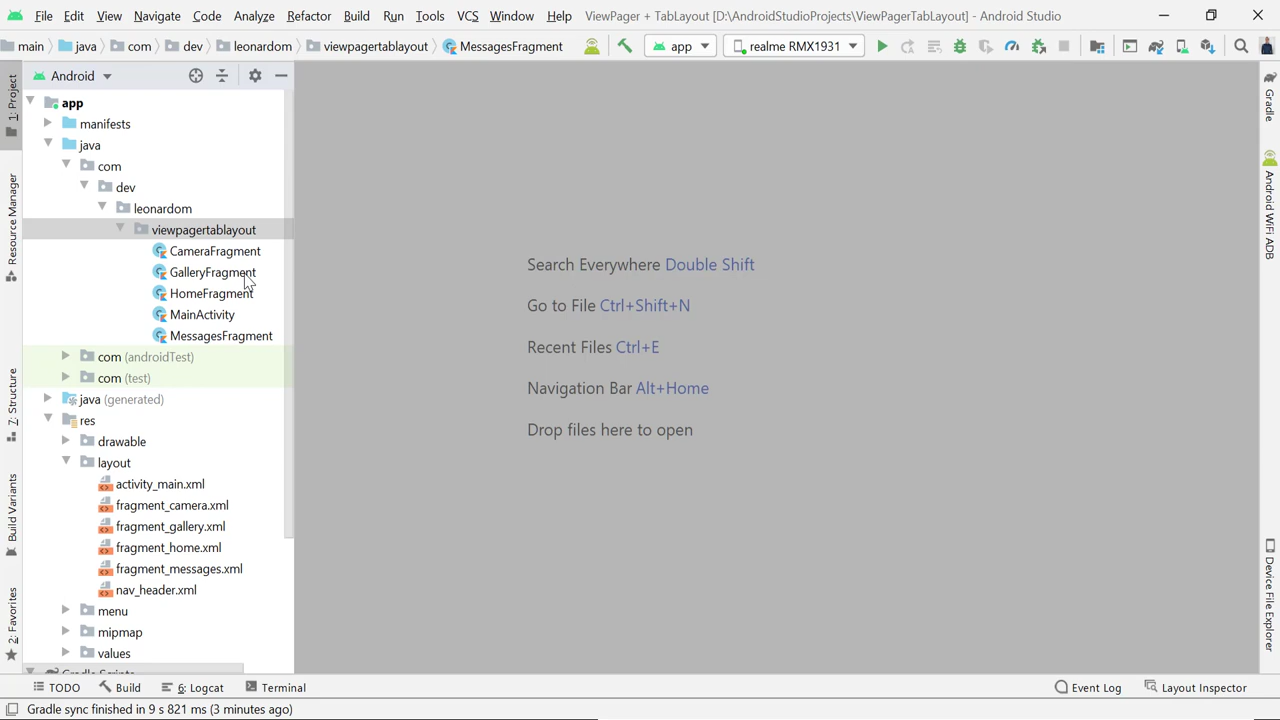 File Edit View Navigate Code Analyze Refactor Build Run Tools VCS Window Help ViewPager + TabLayout [D:\AndroidStudioProjects\ViewPagerTabLayout] - Android Studio
main java com dev leonardom viewpagertablayout MessagesFragment app realme RMX1931
Android
1: Project
Resource Manager
7: Structure
Build Variants
2: Favorites
app
manifests
java
com
dev
leonardom
viewpagertablayout
CameraFragment
GalleryFragment
HomeFragment
MainActivity
MessagesFragment
com (androidTest)
com (test)
java (generated)
res
drawable
layout
activity_main.xml
fragment_camera.xml
fragment_gallery.xml
fragment_home.xml
fragment_messages.xml
nav_header.xml
menu
mipmap
values
Gradle Scripts
Search Everywhere Double Shift
Go to File Ctrl+Shift+N
Recent Files Ctrl+E
Navigation Bar Alt+Home
Drop files here to open
Gradle
Android WiFi ADB
Device File Explorer
TODO Build 6: Logcat Terminal Event Log Layout Inspector
Gradle sync finished in 9 s 821 ms (3 minutes ago)